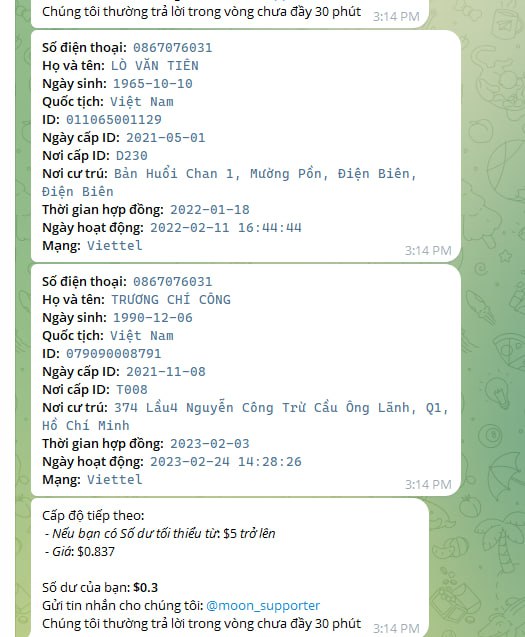 Chúng tôi thường trả lời trong vòng chưa đầy 30 phút 3:14 PM
Số điện thoại: 0867076031
Họ và tên: LÒ VĂN TIÊN
Ngày sinh: 1965-10-10
Quốc tịch: Việt Nam
ID: 011065001129
Ngày cấp ID: 2021-05-01
Nơi cấp ID: D230
Nơi cư trú: Bản Huổi Chan 1, Mường Pồn, Điện Biên,
Điện Biên
Thời gian hợp đồng: 2022-01-18
Ngày hoạt động: 2022-02-11 16:44:44
Mạng: Viettel 3:14 PM
Số điện thoại: 0867076031
Họ và tên: TRƯƠNG CHÍ CÔNG
Ngày sinh: 1990-12-06
Quốc tịch: Việt Nam
ID: 079090008791
Ngày cấp ID: 2021-11-08
Nơi cấp ID: T008
Nơi cư trú: 374 Lầu4 Nguyễn Công Trừ Cầu Ông Lãnh, Q1,
Hồ Chí Minh
Thời gian hợp đồng: 2023-02-03
Ngày hoạt động: 2023-02-24 14:28:26
Mạng: Viettel 3:14 PM
Cấp độ tiếp theo:
- Nếu bạn có Số dư tối thiểu từ: $5 trở lên
- Giá: $0.837
Số dư của bạn: $0.3
Gửi tin nhắn cho chúng tôi: @moon_supporter
Chúng tôi thường trả lời trong vòng chưa đầy 30 phút 3:14 PM